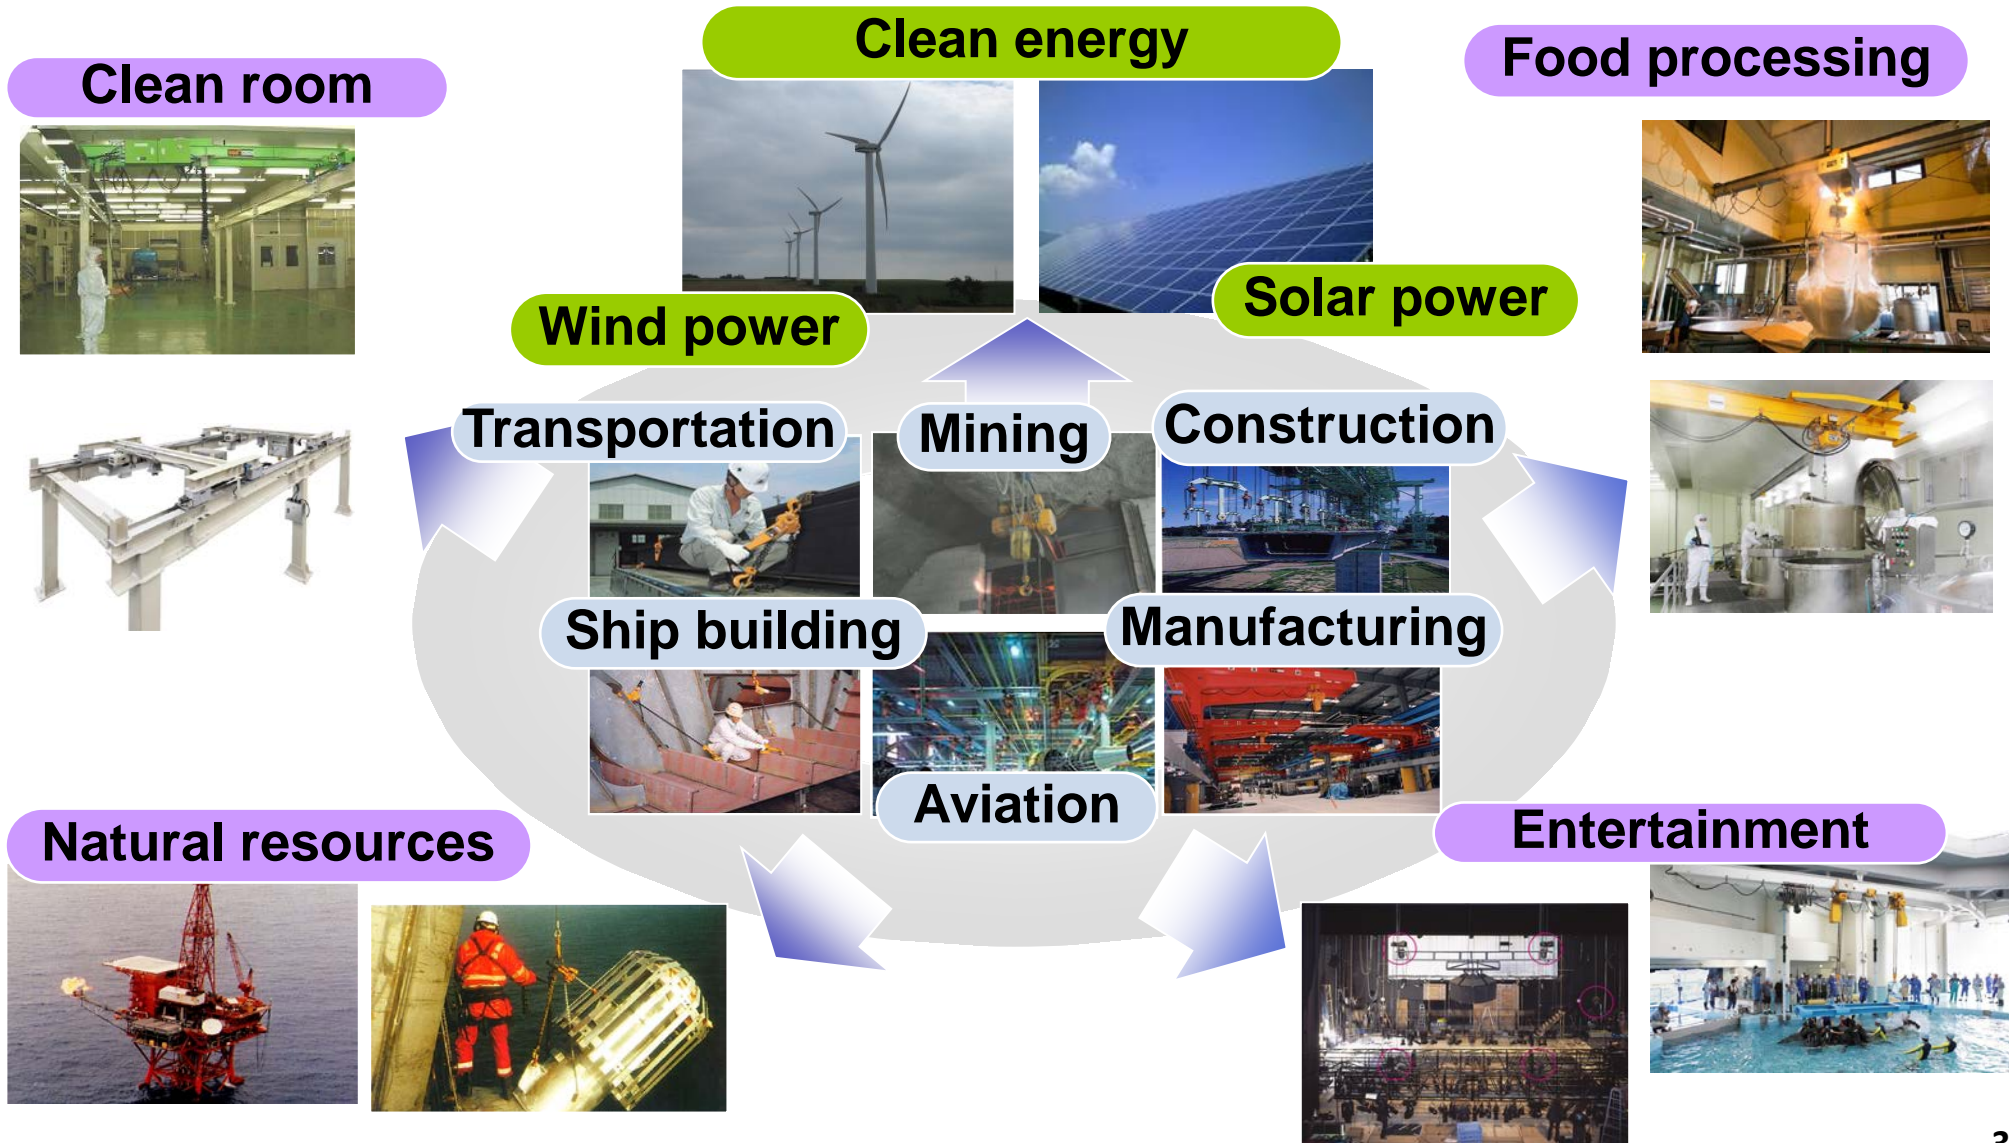 Clean energy
Clean room
Food processing
Wind power
Solar power
Transportation
Mining
Construction
Ship building
Manufacturing
Aviation
Natural resources
Entertainment